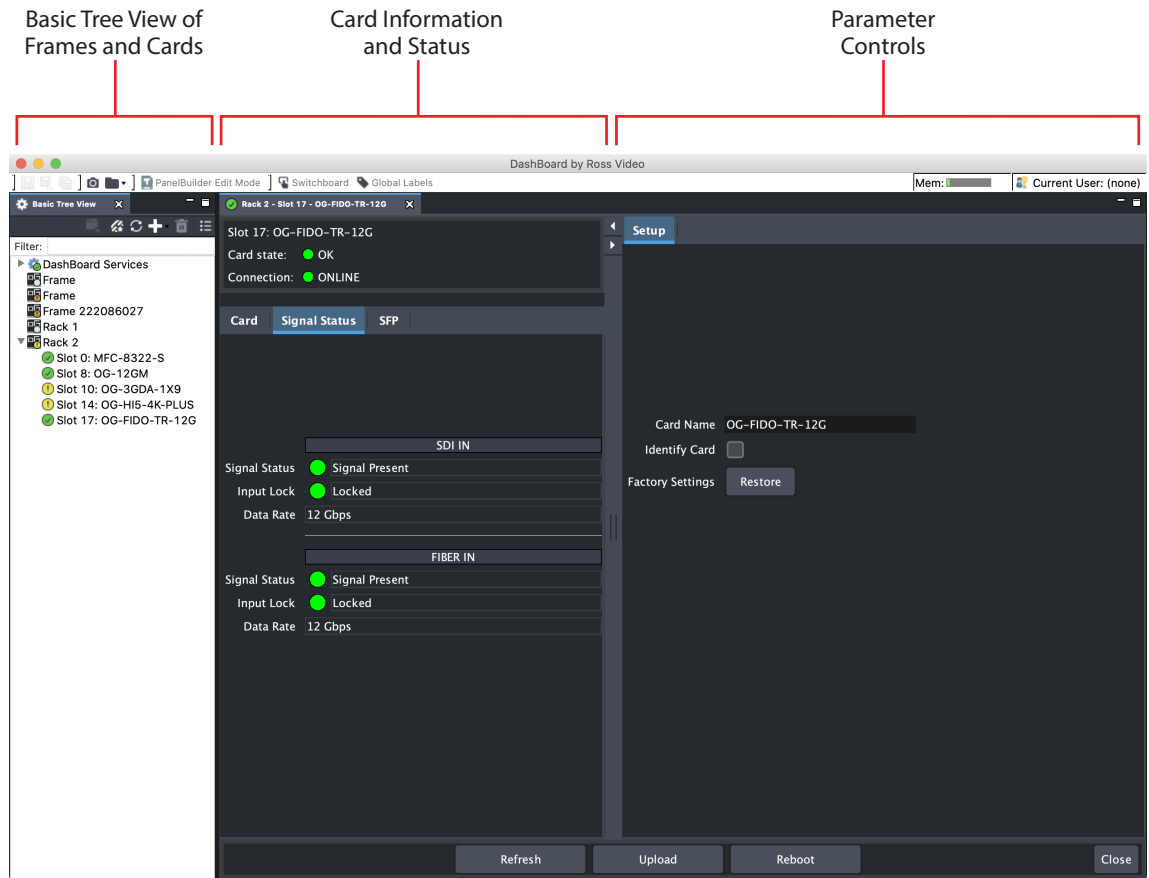 Basic Tree View of
Frames and Cards
Card Information
and Status
Parameter
Controls
DashBoard by Ross Video
PanelBuilder Edit Mode
Switchboard
Global Labels
Mem:
Current User: (none)
Basic Tree View
Rack 2 - Slot 17 - OG-FIDO-TR-12G
Filter:
DashBoard Services
Frame
Frame
Frame 222086027
Rack 1
Rack 2
Slot 0: MFC-8322-S
Slot 8: OG-12GM
Slot 10: OG-3GDA-1X9
Slot 14: OG-HI5-4K-PLUS
Slot 17: OG-FIDO-TR-12G
Slot 17: OG-FIDO-TR-12G
Card state: OK
Connection: ONLINE
Card Signal Status SFP
SDI IN
Signal Status Signal Present
Input Lock Locked
Data Rate 12 Gbps
FIBER IN
Signal Status Signal Present
Input Lock Locked
Data Rate 12 Gbps
Setup
Card Name OG-FIDO-TR-12G
Identify Card
Factory Settings Restore
Refresh Upload Reboot Close